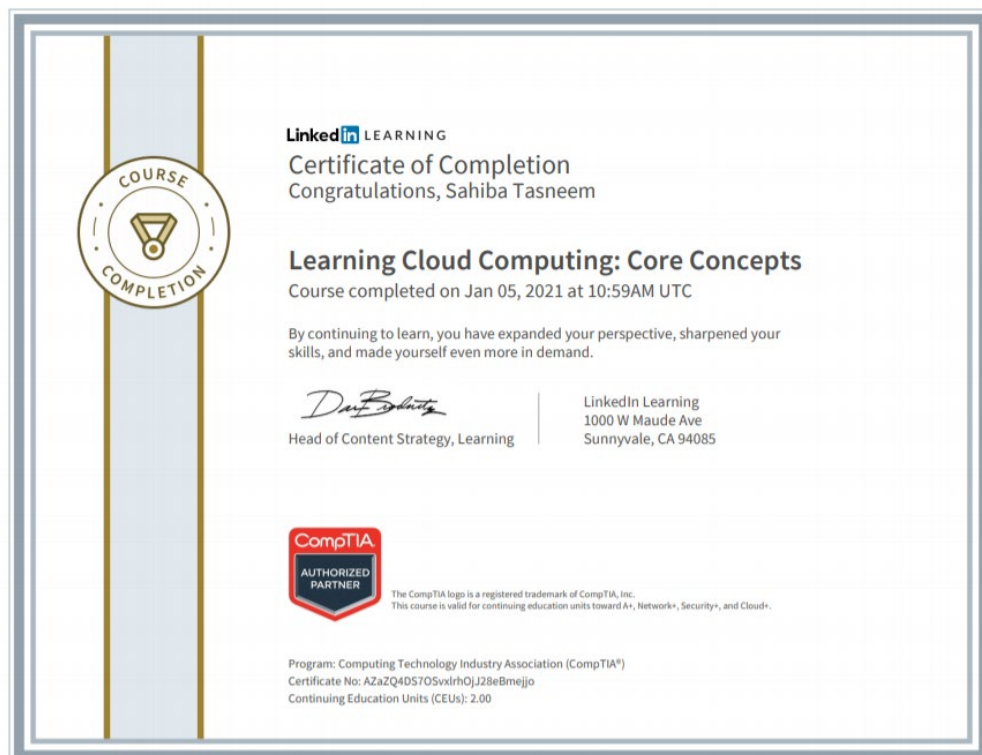 COURSE
COMPLETION
Linked in LEARNING
Certificate of Completion
Congratulations, Sahiba Tasneem
Learning Cloud Computing: Core Concepts
Course completed on Jan 05, 2021 at 10:59AM UTC
By continuing to learn, you have expanded your perspective, sharpened your
skills, and made yourself even more in demand.
Head of Content Strategy, Learning
LinkedIn Learning
1000 W Maude Ave
Sunnyvale, CA 94085
CompTIA.
AUTHORIZED
PARTNER
The CompTIA logo is a registered trademark of CompTIA, Inc.
This course is valid for continuing education units toward A+, Network+, Security+, and Cloud+.
Program: Computing Technology Industry Association (CompTIA®)
Certificate No: AZaZQ4DS7OSvxlrhOjJ28eBmejjo
Continuing Education Units (CEUs): 2.00